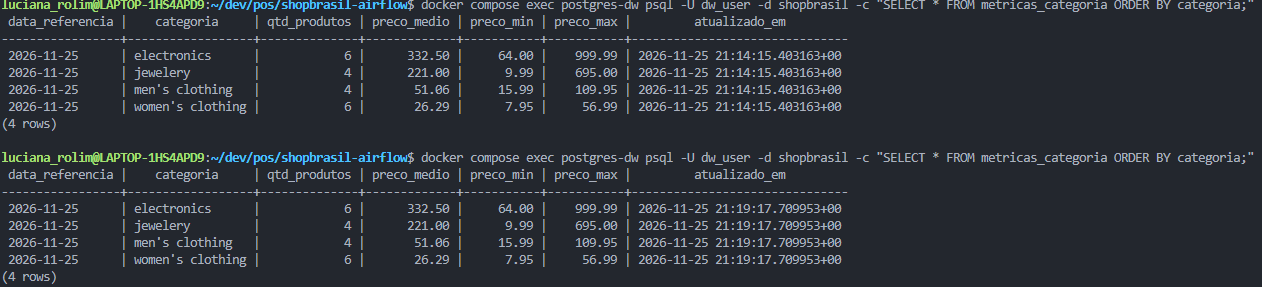 luciana_rolim@LAPTOP-1HS4APD9:~/dev/pos/shopbrasil-airflow$ docker compose exec postgres-dw psql -U dw_user -d shopbrasil -c "SELECT * FROM metricas_categoria ORDER BY categoria;"
 data_referencia |    categoria     | qtd_produtos | preco_medio | preco_min | preco_max |         atualizado_em
-----------------+------------------+--------------+-------------+-----------+-----------+-------------------------------
 2026-11-25      | electronics      |            6 |      332.50 |     64.00 |    999.99 | 2026-11-25 21:14:15.403163+00
 2026-11-25      | jewelery         |            4 |      221.00 |      9.99 |    695.00 | 2026-11-25 21:14:15.403163+00
 2026-11-25      | men's clothing   |            4 |       51.06 |     15.99 |    109.95 | 2026-11-25 21:14:15.403163+00
 2026-11-25      | women's clothing |            6 |       26.29 |      7.95 |     56.99 | 2026-11-25 21:14:15.403163+00
(4 rows)
luciana_rolim@LAPTOP-1HS4APD9:~/dev/pos/shopbrasil-airflow$ docker compose exec postgres-dw psql -U dw_user -d shopbrasil -c "SELECT * FROM metricas_categoria ORDER BY categoria;"
 data_referencia |    categoria     | qtd_produtos | preco_medio | preco_min | preco_max |         atualizado_em
-----------------+------------------+--------------+-------------+-----------+-----------+-------------------------------
 2026-11-25      | electronics      |            6 |      332.50 |     64.00 |    999.99 | 2026-11-25 21:19:17.709953+00
 2026-11-25      | jewelery         |            4 |      221.00 |      9.99 |    695.00 | 2026-11-25 21:19:17.709953+00
 2026-11-25      | men's clothing   |            4 |       51.06 |     15.99 |    109.95 | 2026-11-25 21:19:17.709953+00
 2026-11-25      | women's clothing |            6 |       26.29 |      7.95 |     56.99 | 2026-11-25 21:19:17.709953+00
(4 rows)